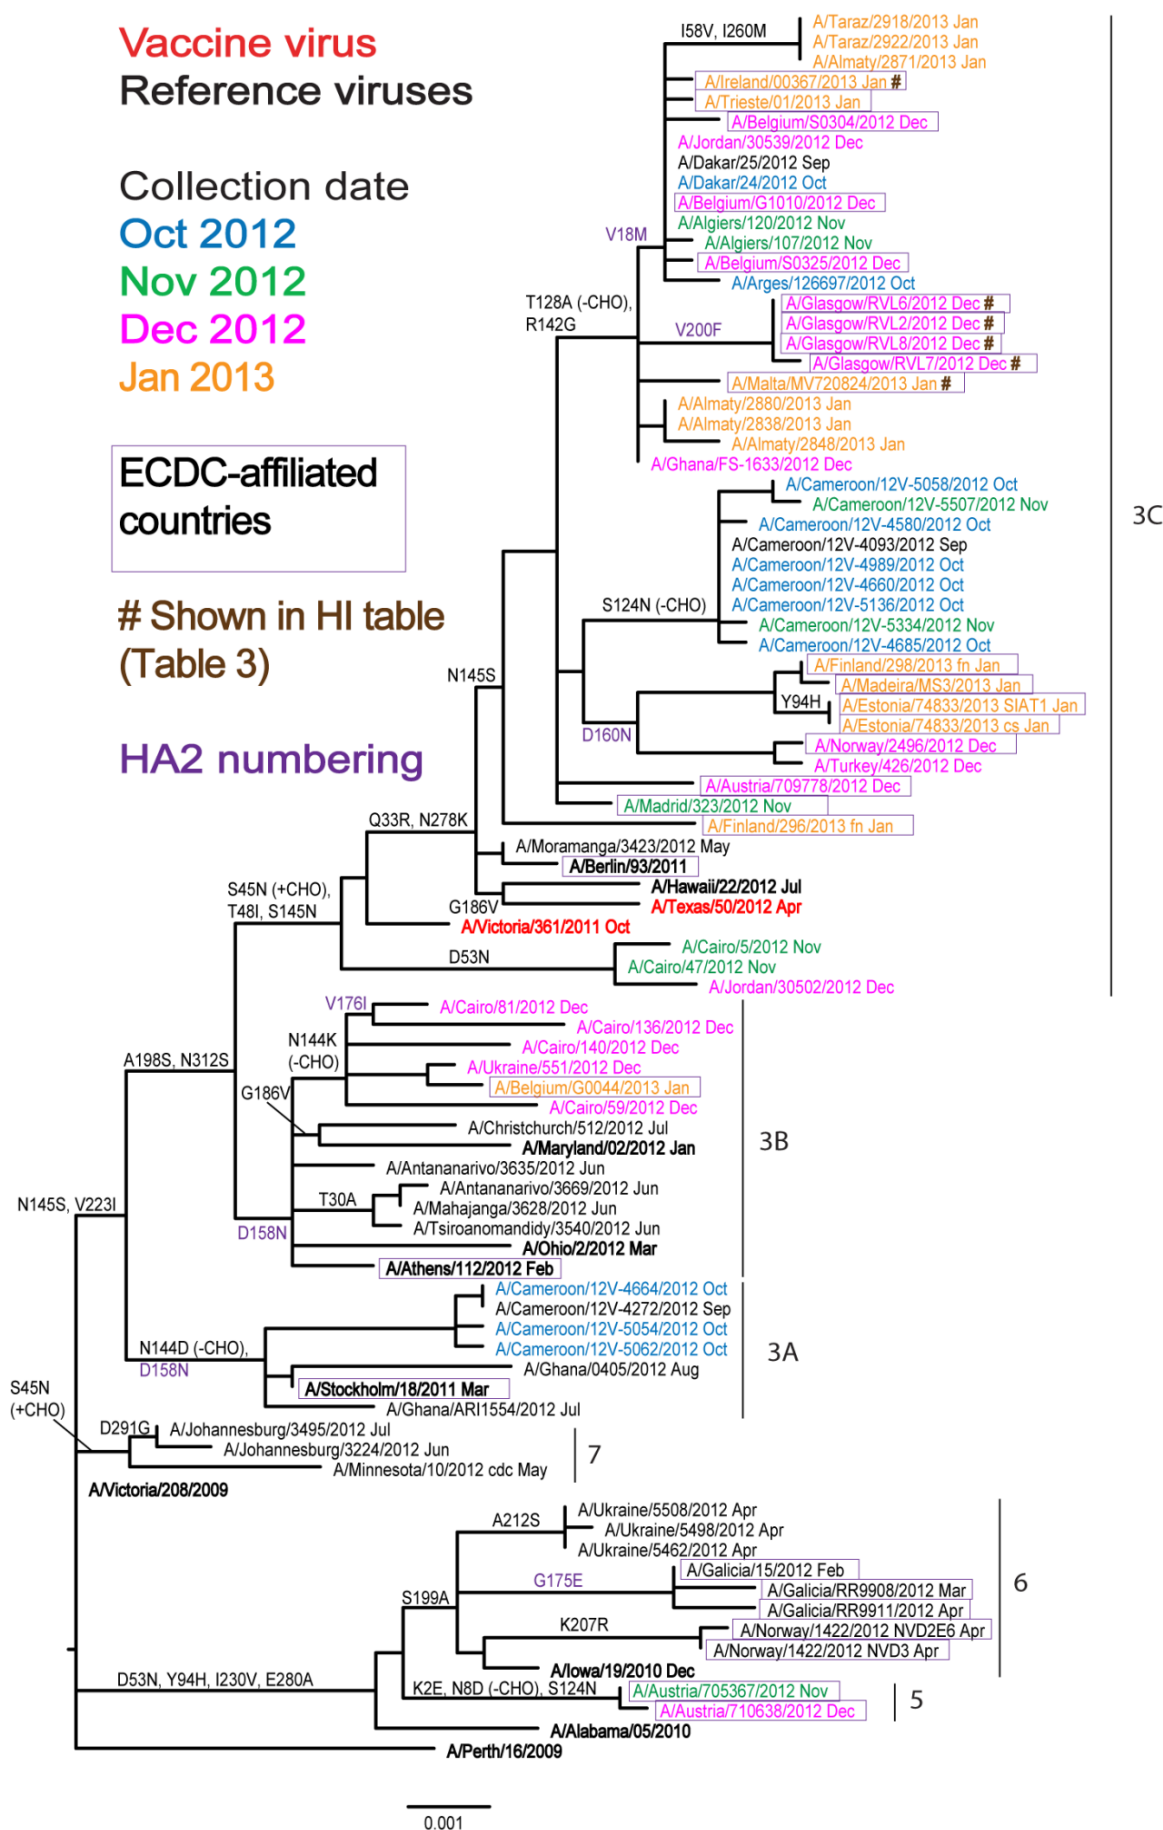 Vaccine virus
Reference viruses
Collection date
Oct 2012
Nov 2012
Dec 2012
Jan 2013
ECDC-affiliated
countries
# Shown in HI table
(Table 3)
HA2 numbering
I58V, I260M
A/Taraz/2918/2013 Jan
A/Taraz/2922/2013 Jan
A/Almaty/2871/2013 Jan
A/Ireland/00367/2013 Jan #
A/Trieste/01/2013 Jan
A/Belgium/S0304/2012 Dec
A/Jordan/30539/2012 Dec
A/Dakar/25/2012 Sep
A/Dakar/24/2012 Oct
A/Belgium/G1010/2012 Dec
A/Algiers/120/2012 Nov
V18M
A/Algiers/107/2012 Nov
A/Belgium/S0325/2012 Dec
A/Arges/126697/2012 Oct
T128A (-CHO),
R142G
A/Glasgow/RVL6/2012 Dec #
A/Glasgow/RVL2/2012 Dec #
V200F
A/Glasgow/RVL8/2012 Dec #
A/Glasgow/RVL7/2012 Dec #
A/Malta/MV720824/2013 Jan #
A/Almaty/2880/2013 Jan
A/Almaty/2838/2013 Jan
A/Almaty/2848/2013 Jan
A/Ghana/FS-1633/2012 Dec
A/Cameroon/12V-5058/2012 Oct
A/Cameroon/12V-5507/2012 Nov
3C
A/Cameroon/12V-4580/2012 Oct
A/Cameroon/12V-4093/2012 Sep
A/Cameroon/12V-4989/2012 Oct
A/Cameroon/12V-4660/2012 Oct
S124N (-CHO)
A/Cameroon/12V-5136/2012 Oct
A/Cameroon/12V-5334/2012 Nov
A/Cameroon/12V-4685/2012 Oct
N145S
A/Finland/298/2013 fn Jan
A/Madeira/MS3/2013 Jan
Y94H
A/Estonia/74833/2013 SIAT1 Jan
A/Estonia/74833/2013 cs Jan
D160N
A/Norway/2496/2012 Dec
A/Turkey/426/2012 Dec
A/Austria/709778/2012 Dec
A/Madrid/323/2012 Nov
Q33R, N278K
A/Finland/296/2013 fn Jan
A/Moramanga/3423/2012 May
A/Berlin/93/2011
S45N (+CHO),
T48I, S145N
A/Hawaii/22/2012 Jul
G186V
A/Texas/50/2012 Apr
A/Victoria/361/2011 Oct
D53N
A/Cairo/5/2012 Nov
A/Cairo/47/2012 Nov
A/Jordan/30502/2012 Dec
V176I
A/Cairo/81/2012 Dec
A/Cairo/136/2012 Dec
N144K
(-CHO)
A/Cairo/140/2012 Dec
A198S, N312S
A/Ukraine/551/2012 Dec
A/Belgium/G0044/2013 Jan
G186V
A/Cairo/59/2012 Dec
A/Christchurch/512/2012 Jul
3B
A/Maryland/02/2012 Jan
A/Antananarivo/3635/2012 Jun
A/Antananarivo/3669/2012 Jun
T30A
A/Mahajanga/3628/2012 Jun
A/Tsiroanomandidy/3540/2012 Jun
N145S, V223I
D158N
A/Ohio/2/2012 Mar
A/Athens/112/2012 Feb
A/Cameroon/12V-4664/2012 Oct
A/Cameroon/12V-4272/2012 Sep
A/Cameroon/12V-5054/2012 Oct
A/Cameroon/12V-5062/2012 Oct
3A
N144D (-CHO),
D158N
A/Ghana/0405/2012 Aug
A/Stockholm/18/2011 Mar
A/Ghana/ARI1554/2012 Jul
S45N
(+CHO)
D291G
A/Johannesburg/3495/2012 Jul
A/Johannesburg/3224/2012 Jun
7
A/Minnesota/10/2012 cdc May
A/Victoria/208/2009
A212S
A/Ukraine/5508/2012 Apr
A/Ukraine/5498/2012 Apr
A/Ukraine/5462/2012 Apr
A/Galicia/15/2012 Feb
G175E
A/Galicia/RR9908/2012 Mar
6
S199A
A/Galicia/RR9911/2012 Apr
K207R
A/Norway/1422/2012 NVD2E6 Apr
A/Norway/1422/2012 NVD3 Apr
A/Iowa/19/2010 Dec
D53N, Y94H, I230V, E280A
K2E, N8D (-CHO), S124N
A/Austria/705367/2012 Nov
5
A/Austria/710638/2012 Dec
A/Alabama/05/2010
A/Perth/16/2009
0.001